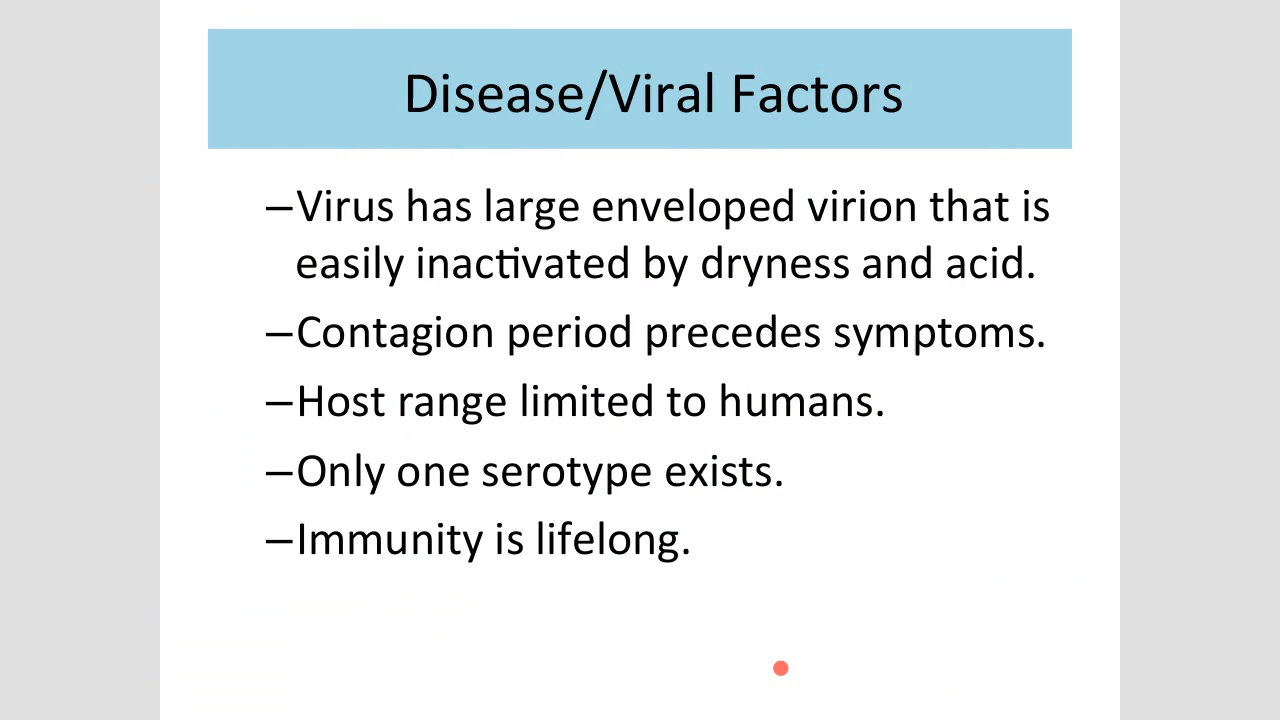 Disease/Viral Factors
–Virus has large enveloped virion that is
easily inactivated by dryness and acid.
–Contagion period precedes symptoms.
–Host range limited to humans.
–Only one serotype exists.
–Immunity is lifelong.